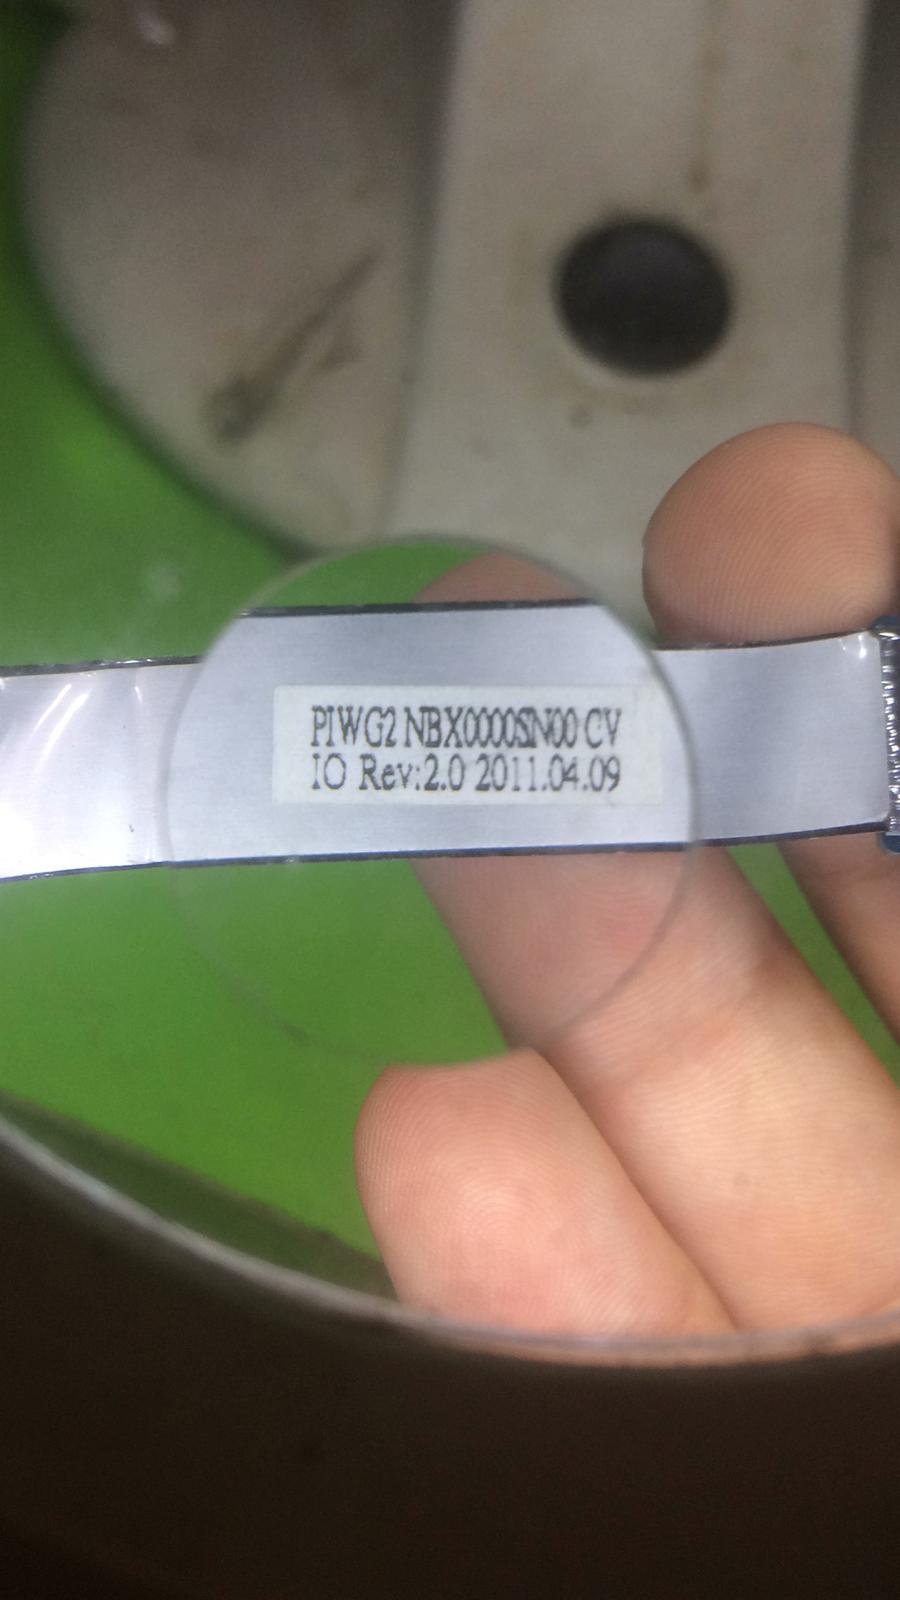 PIWG2 NBX0000SN00 CV
IO Rev:2.0 2011.04.09